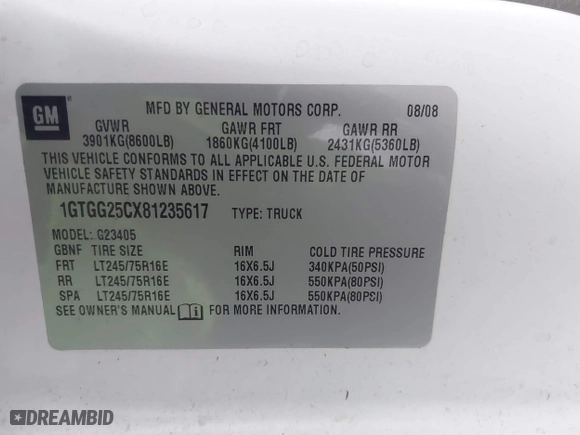 GM
MFD BY GENERAL MOTORS CORP. 08/08
GVWR GAWR FRT GAWR RR
3901KG(8600LB) 1860KG(4100LB) 2431KG(5360LB)
THIS VEHICLE CONFORMS TO ALL APPLICABLE U.S. FEDERAL MOTOR
VEHICLE SAFETY STANDARDS IN EFFECT ON THE DATE OF
MANUFACTURE SHOWN ABOVE.
1GTGG25CX81235617 TYPE: TRUCK
MODEL: G23405
GBNF TIRE SIZE RIM COLD TIRE PRESSURE
FRT LT245/75R16E 16X6.5J 340KPA(50PSI)
RR LT245/75R16E 16X6.5J 550KPA(80PSI)
SPA LT245/75R16E 16X6.5J 550KPA(80PSI)
SEE OWNER'S MANUAL FOR MORE INFORMATION.
DREAMBID